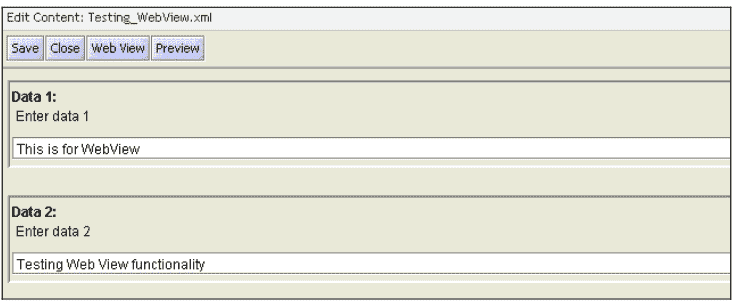 Edit Content: Testing_WebView.xml
Save Close Web View Preview
Data 1:
Enter data 1
This is for WebView
Data 2:
Enter data 2
Testing Web View functionality